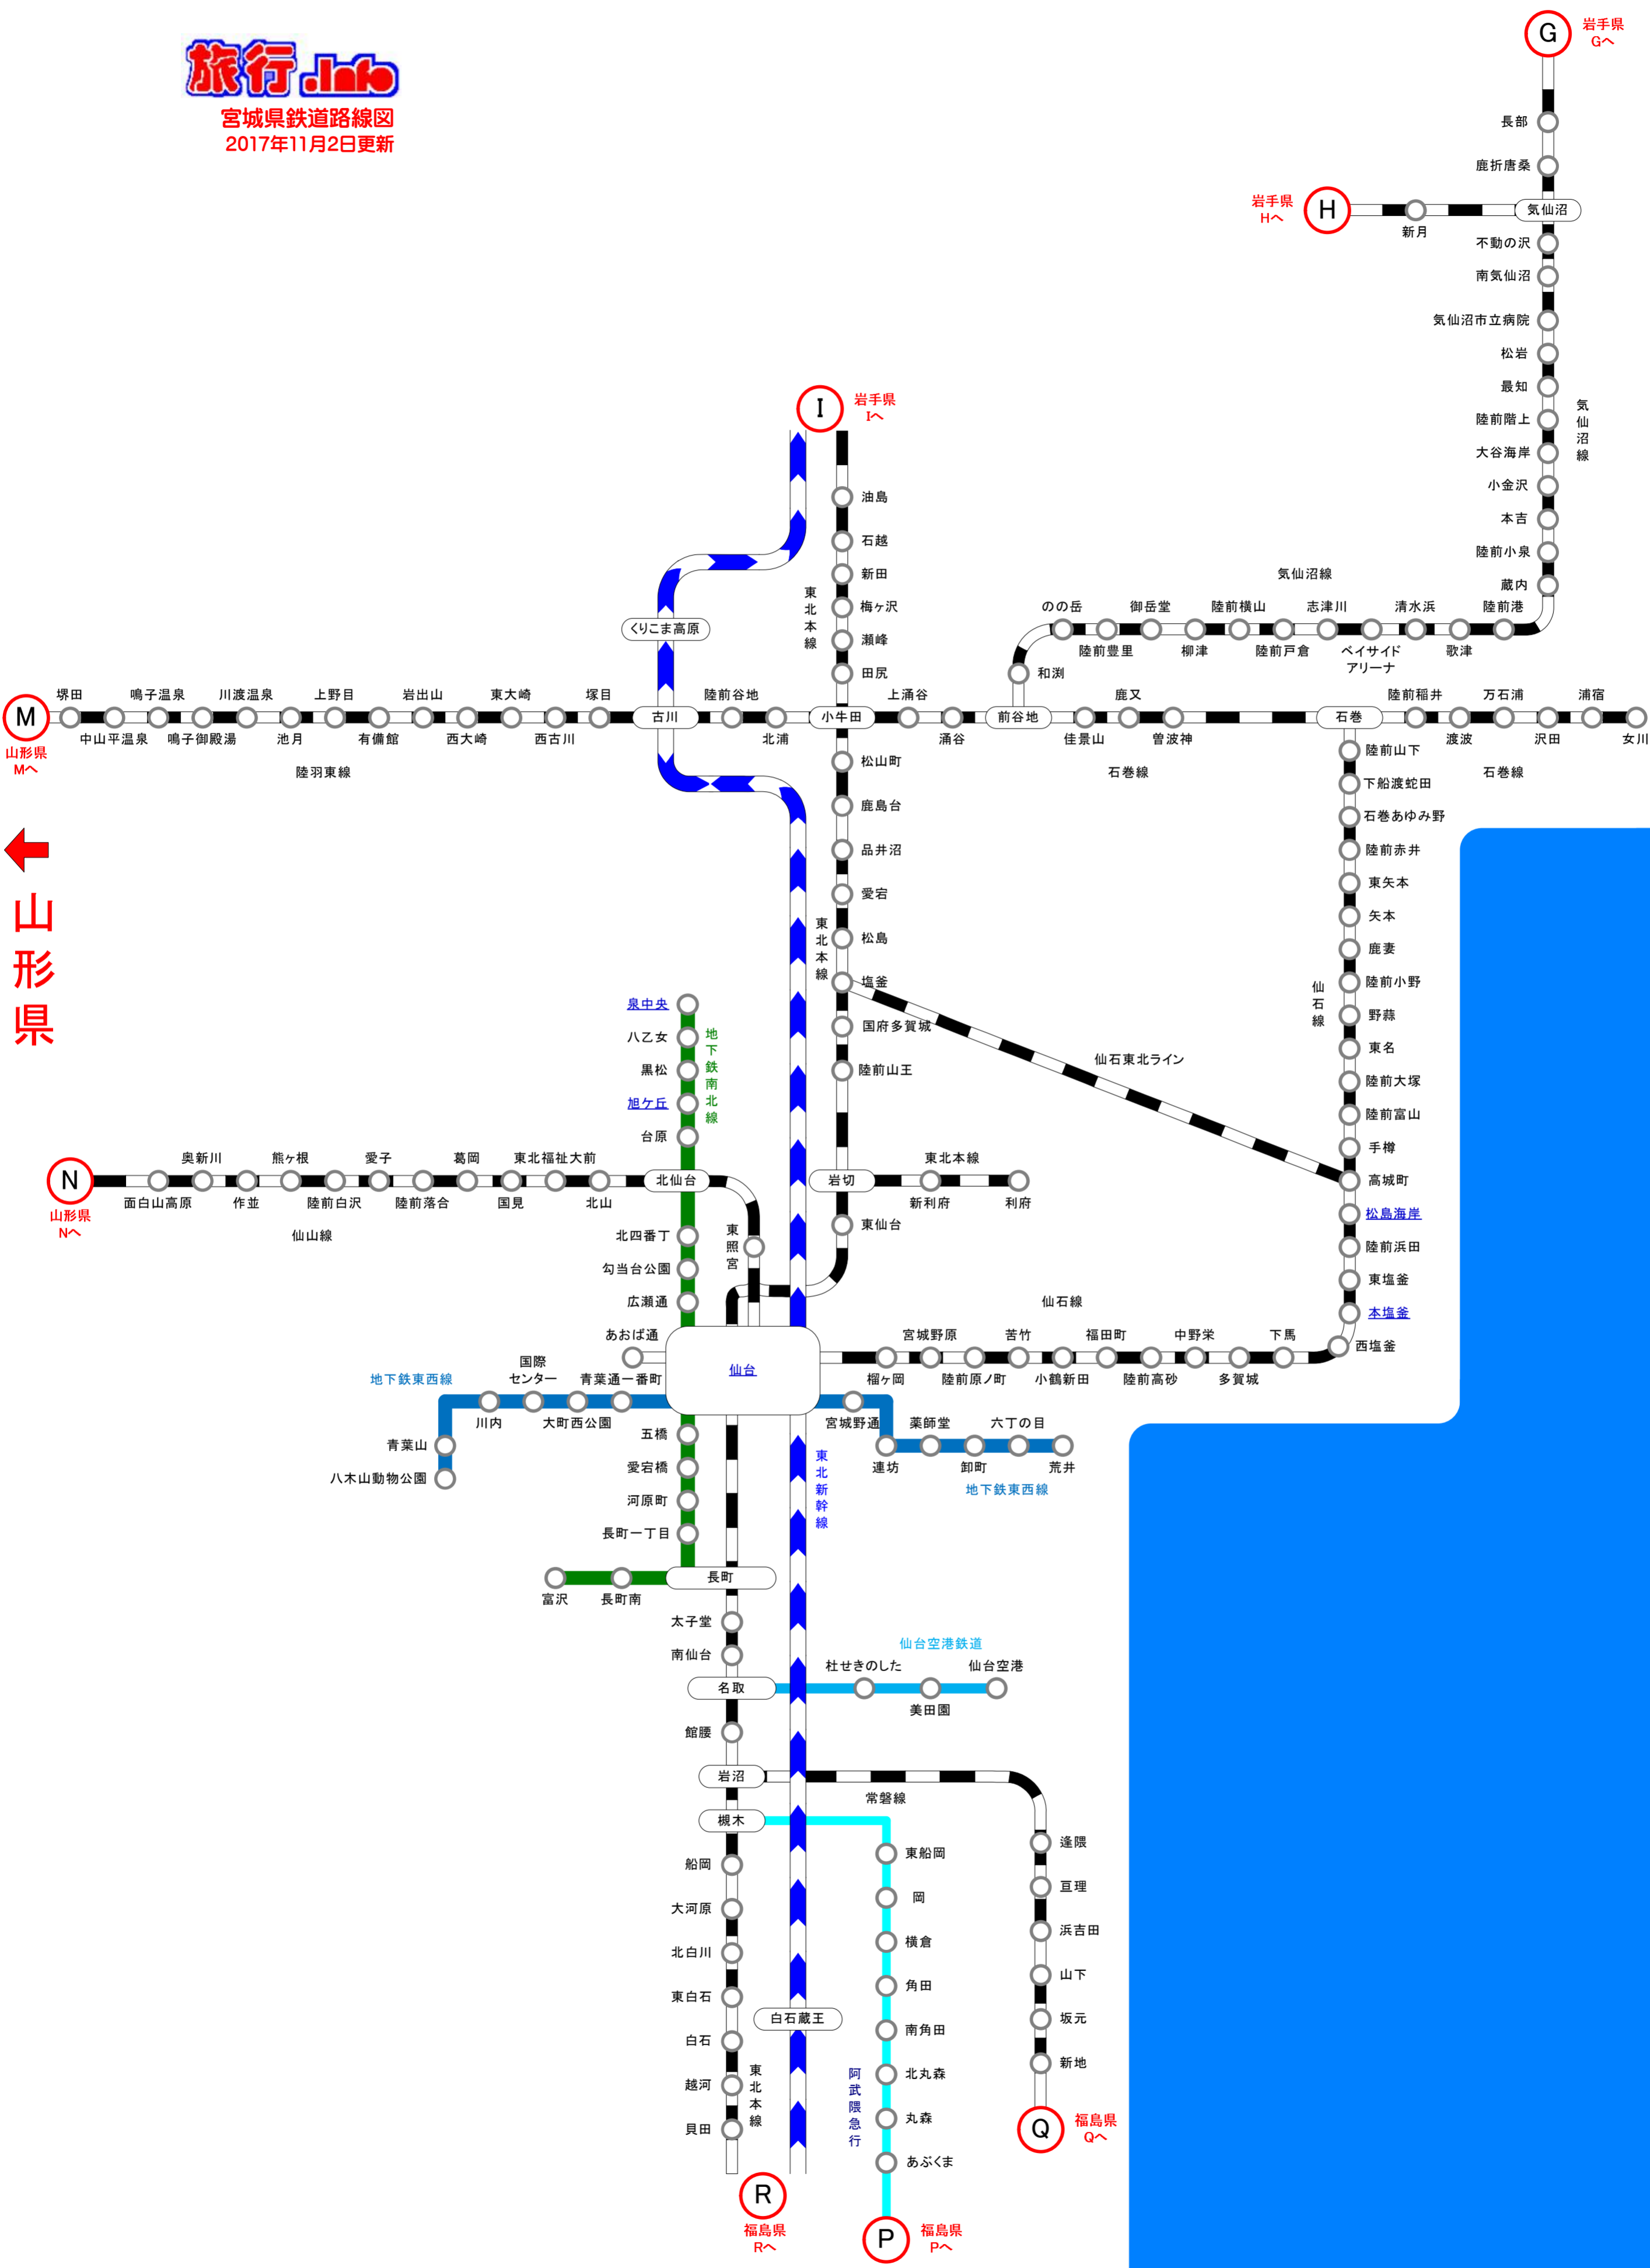 旅行.Info
宮城県鉄道路線図
2017年11月2日更新
G
岩手県
Gへ
長部
鹿折唐桑
岩手県
Hへ
H
新月
気仙沼
不動の沢
南気仙沼
気仙沼市立病院
松岩
最知
陸前階上
大谷海岸
小金沢
本吉
陸前小泉
蔵内
気仙沼線
I
岩手県
Iへ
油島
石越
新田
梅ヶ沢
瀬峰
田尻
東北本線
くりこま高原
気仙沼線
のの岳
御岳堂
陸前横山
志津川
清水浜
陸前港
陸前豊里
柳津
陸前戸倉
ベイサイド
アリーナ
歌津
和渕
M
山形県
Mへ
堺田
鳴子温泉
川渡温泉
上野目
岩出山
東大崎
塚目
中山平温泉
鳴子御殿湯
池月
有備館
西大崎
西古川
陸羽東線
古川
陸前谷地
北浦
小牛田
上涌谷
涌谷
前谷地
鹿又
佳景山
曽波神
石巻線
石巻
陸前稲井
万石浦
浦宿
渡波
沢田
女川
石巻線
山形県
松山町
鹿島台
品井沼
愛宕
松島
塩釜
国府多賀城
陸前山王
東北本線
陸前山下
下船渡蛇田
石巻あゆみ野
陸前赤井
東矢本
矢本
鹿妻
陸前小野
野蒜
東名
陸前大塚
陸前富山
手樽
高城町
松島海岸
陸前浜田
東塩釜
本塩釜
西塩釜
仙石線
仙石東北ライン
泉中央
八乙女
黒松
旭ケ丘
台原
地下鉄南北線
N
山形県
Nへ
奥新川
熊ヶ根
愛子
葛岡
東北福祉大前
面白山高原
作並
陸前白沢
陸前落合
国見
北山
仙山線
北仙台
東照宮
岩切
東北本線
新利府
利府
東仙台
北四番丁
勾当台公園
広瀬通
あおば通
仙台
仙石線
宮城野原
苦竹
福田町
中野栄
下馬
榴ヶ岡
陸前原ノ町
小鶴新田
陸前高砂
多賀城
地下鉄東西線
国際
センター
青葉通一番町
川内
大町西公園
青葉山
八木山動物公園
宮城野通
薬師堂
六丁の目
連坊
卸町
荒井
地下鉄東西線
五橋
愛宕橋
河原町
長町一丁目
東北新幹線
長町
富沢
長町南
太子堂
南仙台
仙台空港鉄道
杜せきのした
仙台空港
美田園
名取
館腰
岩沼
常磐線
槻木
船岡
大河原
北白川
東白石
白石
越河
貝田
東北本線
白石蔵王
東船岡
岡
横倉
角田
南角田
北丸森
丸森
あぶくま
阿武隈急行
逢隈
亘理
浜吉田
山下
坂元
新地
Q
福島県
Qへ
R
福島県
Rへ
P
福島県
Pへ